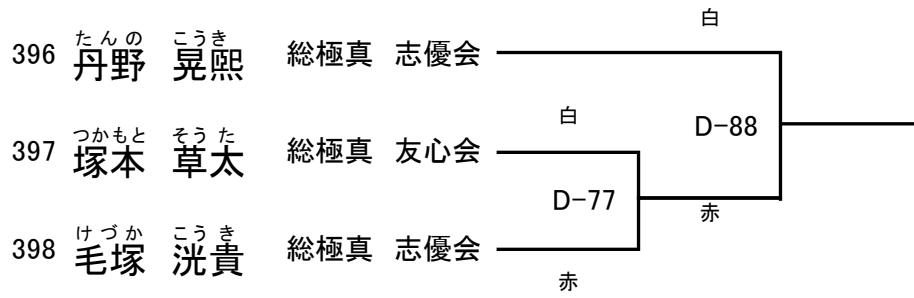 白
たんの こうき
396 丹野 晃熙 総極真 志優会
白
D-88
つかもと そうた
397 塚本 草太 総極真 友心会
D-77
赤
けづか こうき
398 毛塚 洸貴 総極真 志優会
赤